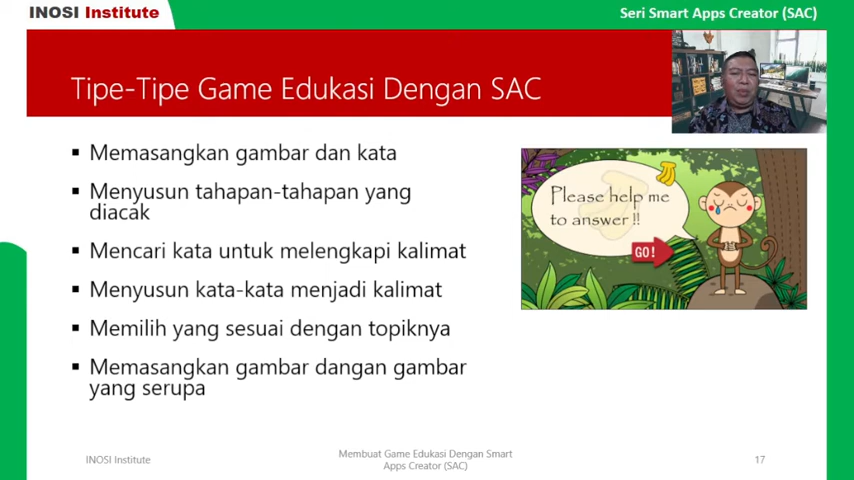 INOSI Institute
Seri Smart Apps Creator (SAC)
Tipe-Tipe Game Edukasi Dengan SAC
▪ Memasangkan gambar dan kata
▪ Menyusun tahapan-tahapan yang
diacak
▪ Mencari kata untuk melengkapi kalimat
▪ Menyusun kata-kata menjadi kalimat
▪ Memilih yang sesuai dengan topiknya
▪ Memasangkan gambar dangan gambar
yang serupa
Please help me
to answer !!
GO!
INOSI Institute
Membuat Game Edukasi Dengan Smart
Apps Creator (SAC)
17